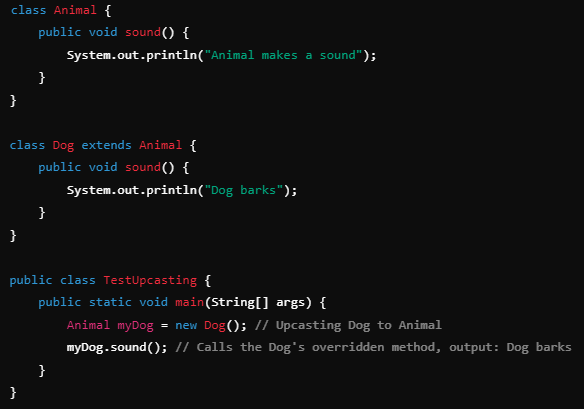 class Animal {
    public void sound() {
        System.out.println("Animal makes a sound");
    }
}

class Dog extends Animal {
    public void sound() {
        System.out.println("Dog barks");
    }
}

public class TestUpcasting {
    public static void main(String[] args) {
        Animal myDog = new Dog(); // Upcasting Dog to Animal
        myDog.sound(); // Calls the Dog's overridden method, output: Dog barks
    }
}